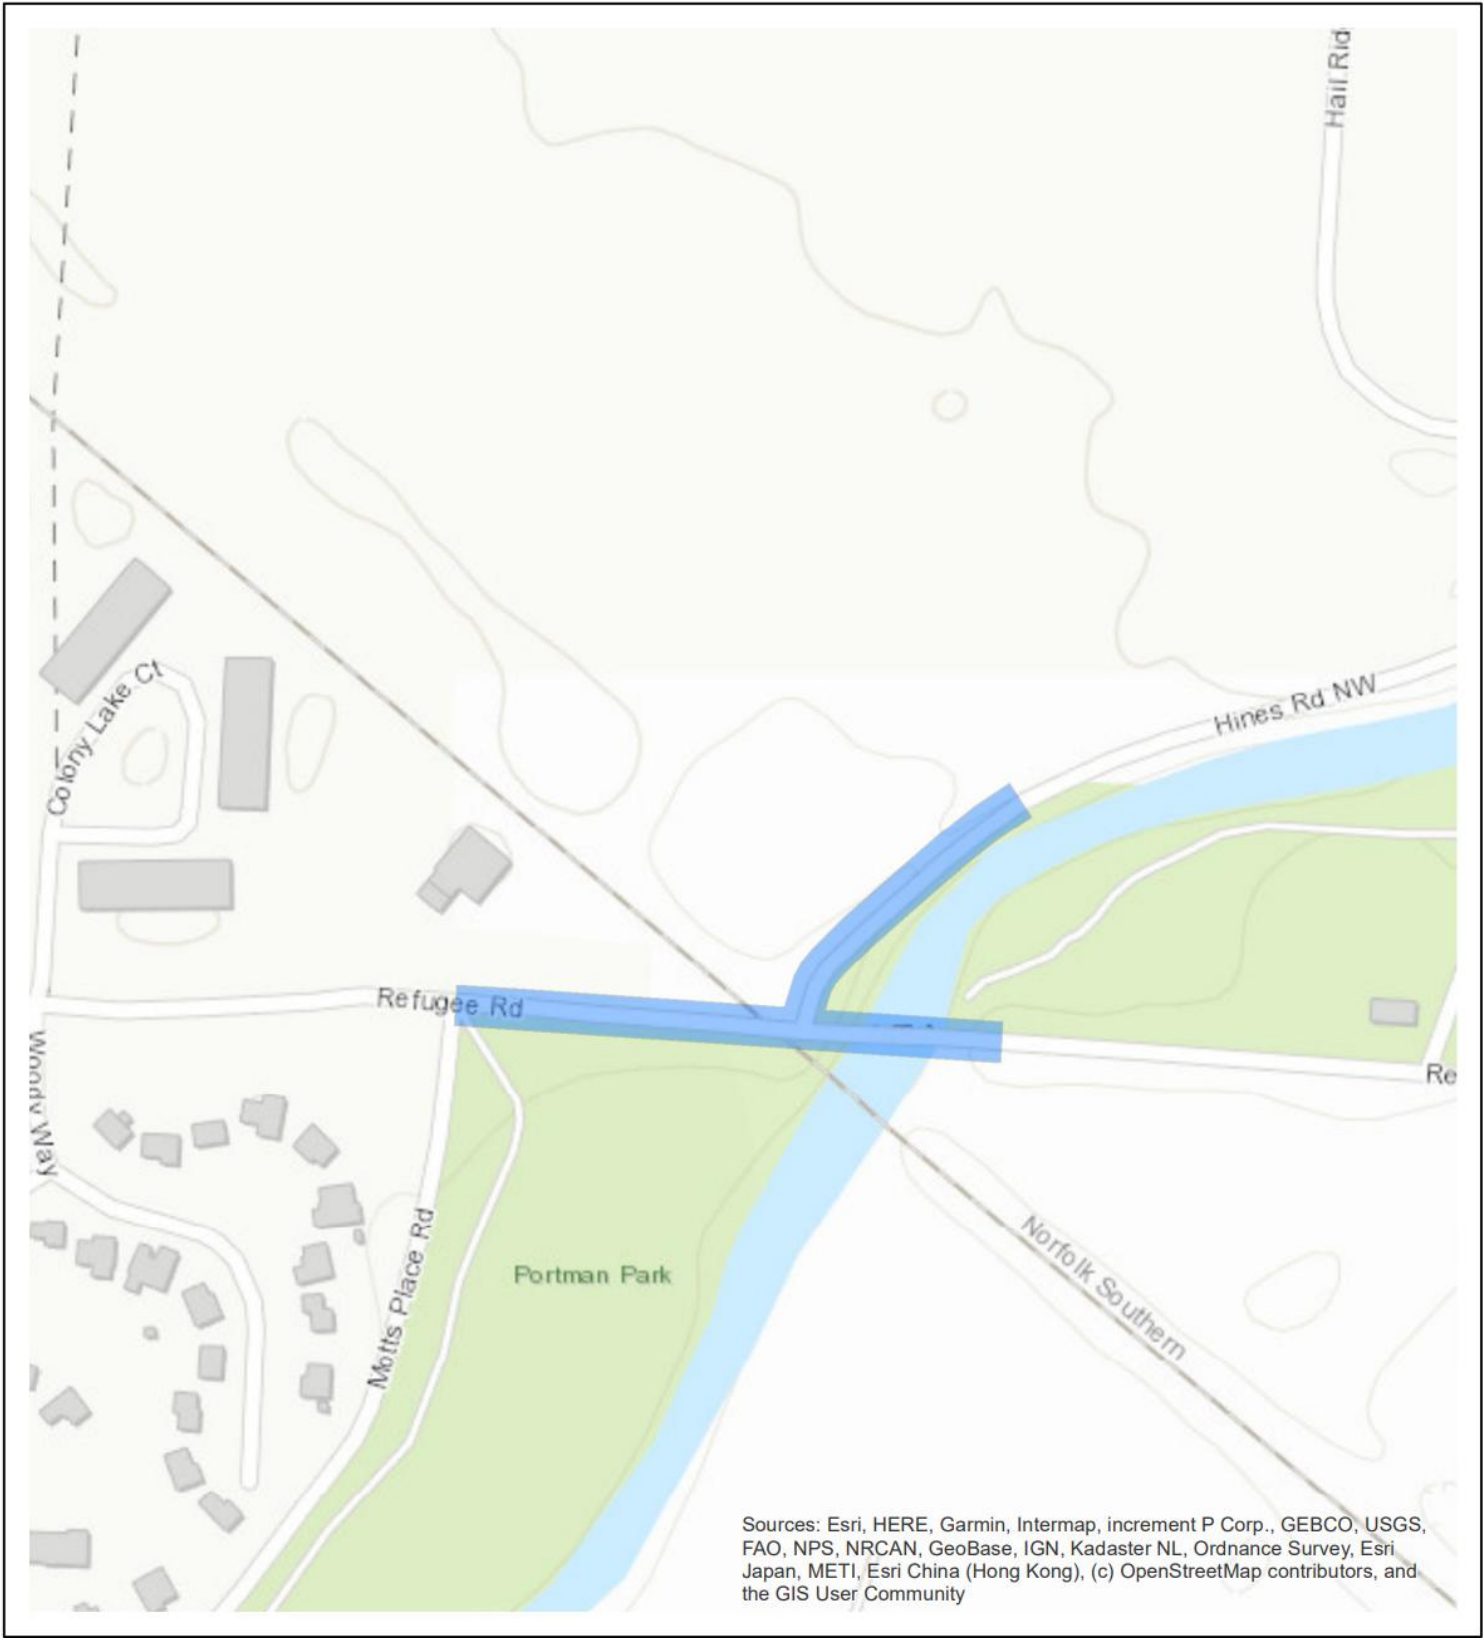 Hail Rid
Colony Lake Ct
Hines Rd NW
Refugee Rd
Re
Woody Way
Motts Place Rd
Portman Park
Norfolk Southern
Sources: Esri, HERE, Garmin, Intermap, increment P Corp., GEBCO, USGS,
FAO, NPS, NRCAN, GeoBase, IGN, Kadaster NL, Ordnance Survey, Esri
Japan, METI, Esri China (Hong Kong), (c) OpenStreetMap contributors, and
the GIS User Community